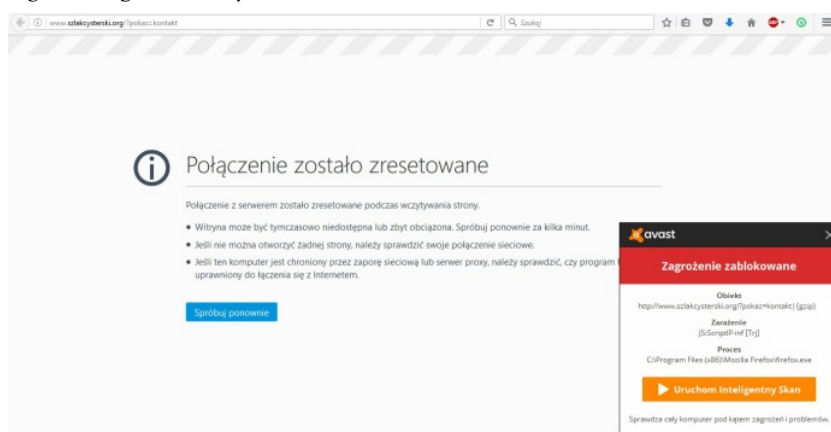 www.szlakcysterski.org/?pokaz=kontakt
Szukaj
Połączenie zostało zresetowane
Połączenie z serwerem zostało zresetowane podczas wczytywania strony.
Witryna może być tymczasowo niedostępna lub zbyt obciążona. Spróbuj ponownie za kilka minut.
Jeśli nie można otworzyć żadnej strony, należy sprawdzić swoje połączenie sieciowe.
Jeśli ten komputer jest chroniony przez zaporę sieciową lub serwer proxy, należy sprawdzić, czy program
uprawniony do łączenia się z Internetem.
Spróbuj ponownie
avast
Zagrożenie zablokowane
Obiekt
http://www.szlakcysterski.org/?pokaz=kontakt|{gzip}
Zarażenie
JS:ScriptIP-inf [Trj]
Proces
C:\Program Files (x86)\Mozilla Firefox\firefox.exe
Uruchom Inteligentny Skan
Sprawdza cały komputer pod kątem zagrożeń i problemów.